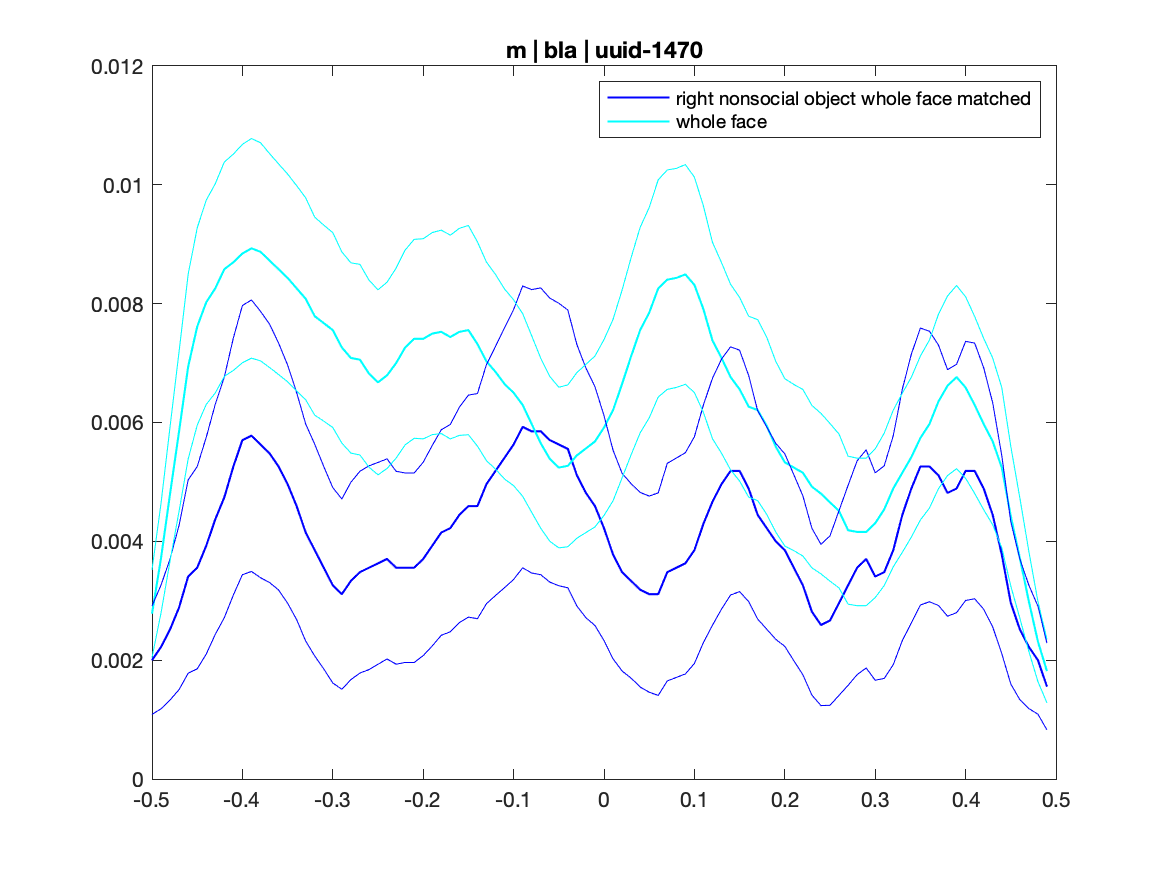 m | bla | uuid-1470
0.012
right nonsocial object whole face matched
whole face
0.01
0.008
0.006
0.004
0.002
0
-0.5 -0.4 -0.3 -0.2 -0.1 0 0.1 0.2 0.3 0.4 0.5